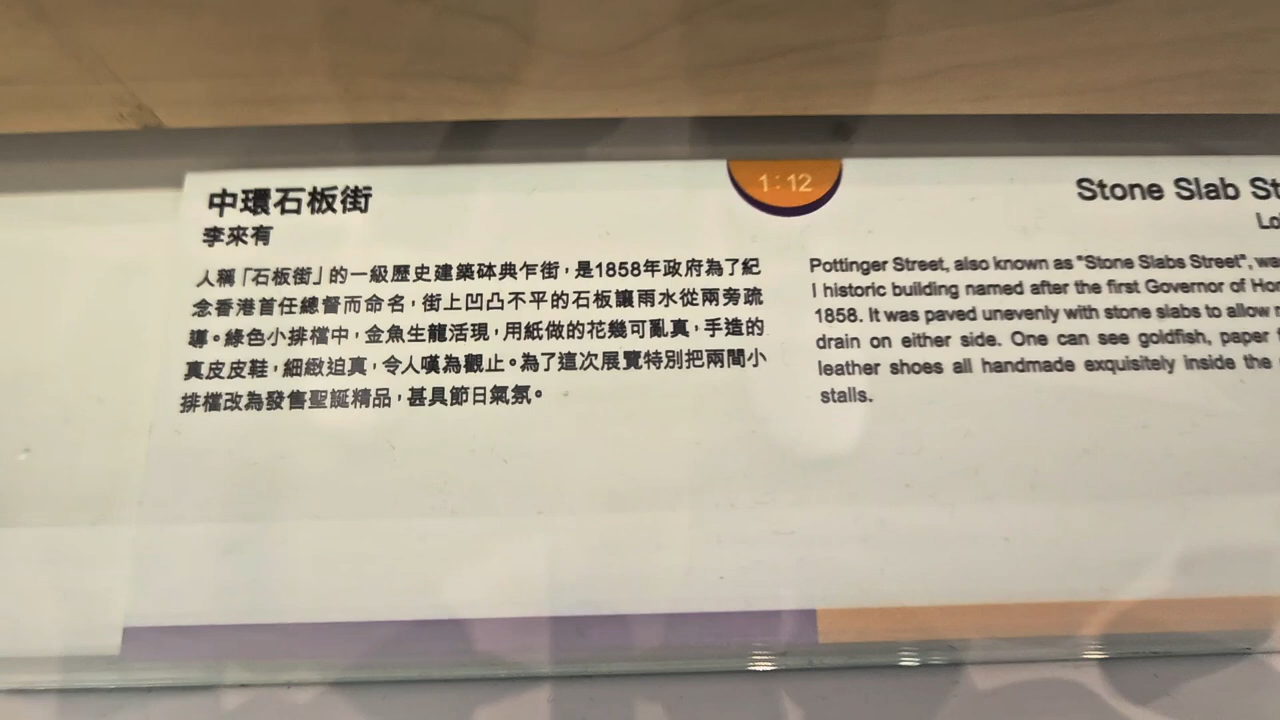 中環石板街
李來有
人稱「石板街」的一級歷史建築砵典乍街，是1858年政府為了紀
念香港首任總督而命名，街上凹凸不平的石板讓雨水從兩旁疏
導。綠色小排檔中，金魚生龍活現，用紙做的花幾可亂真，手造的
真皮皮鞋，細緻迫真，令人嘆為觀止。為了這次展覽特別把兩間小
排檔改為發售聖誕精品，甚具節日氣氛。
1:12
Stone Slab St
Lo
Pottinger Street, also known as "Stone Slabs Street", wa
I historic building named after the first Governor of Hon
1858. It was paved unevenly with stone slabs to allow
drain on either side. One can see goldfish, paper
leather shoes all handmade exquisitely inside the
stalls.